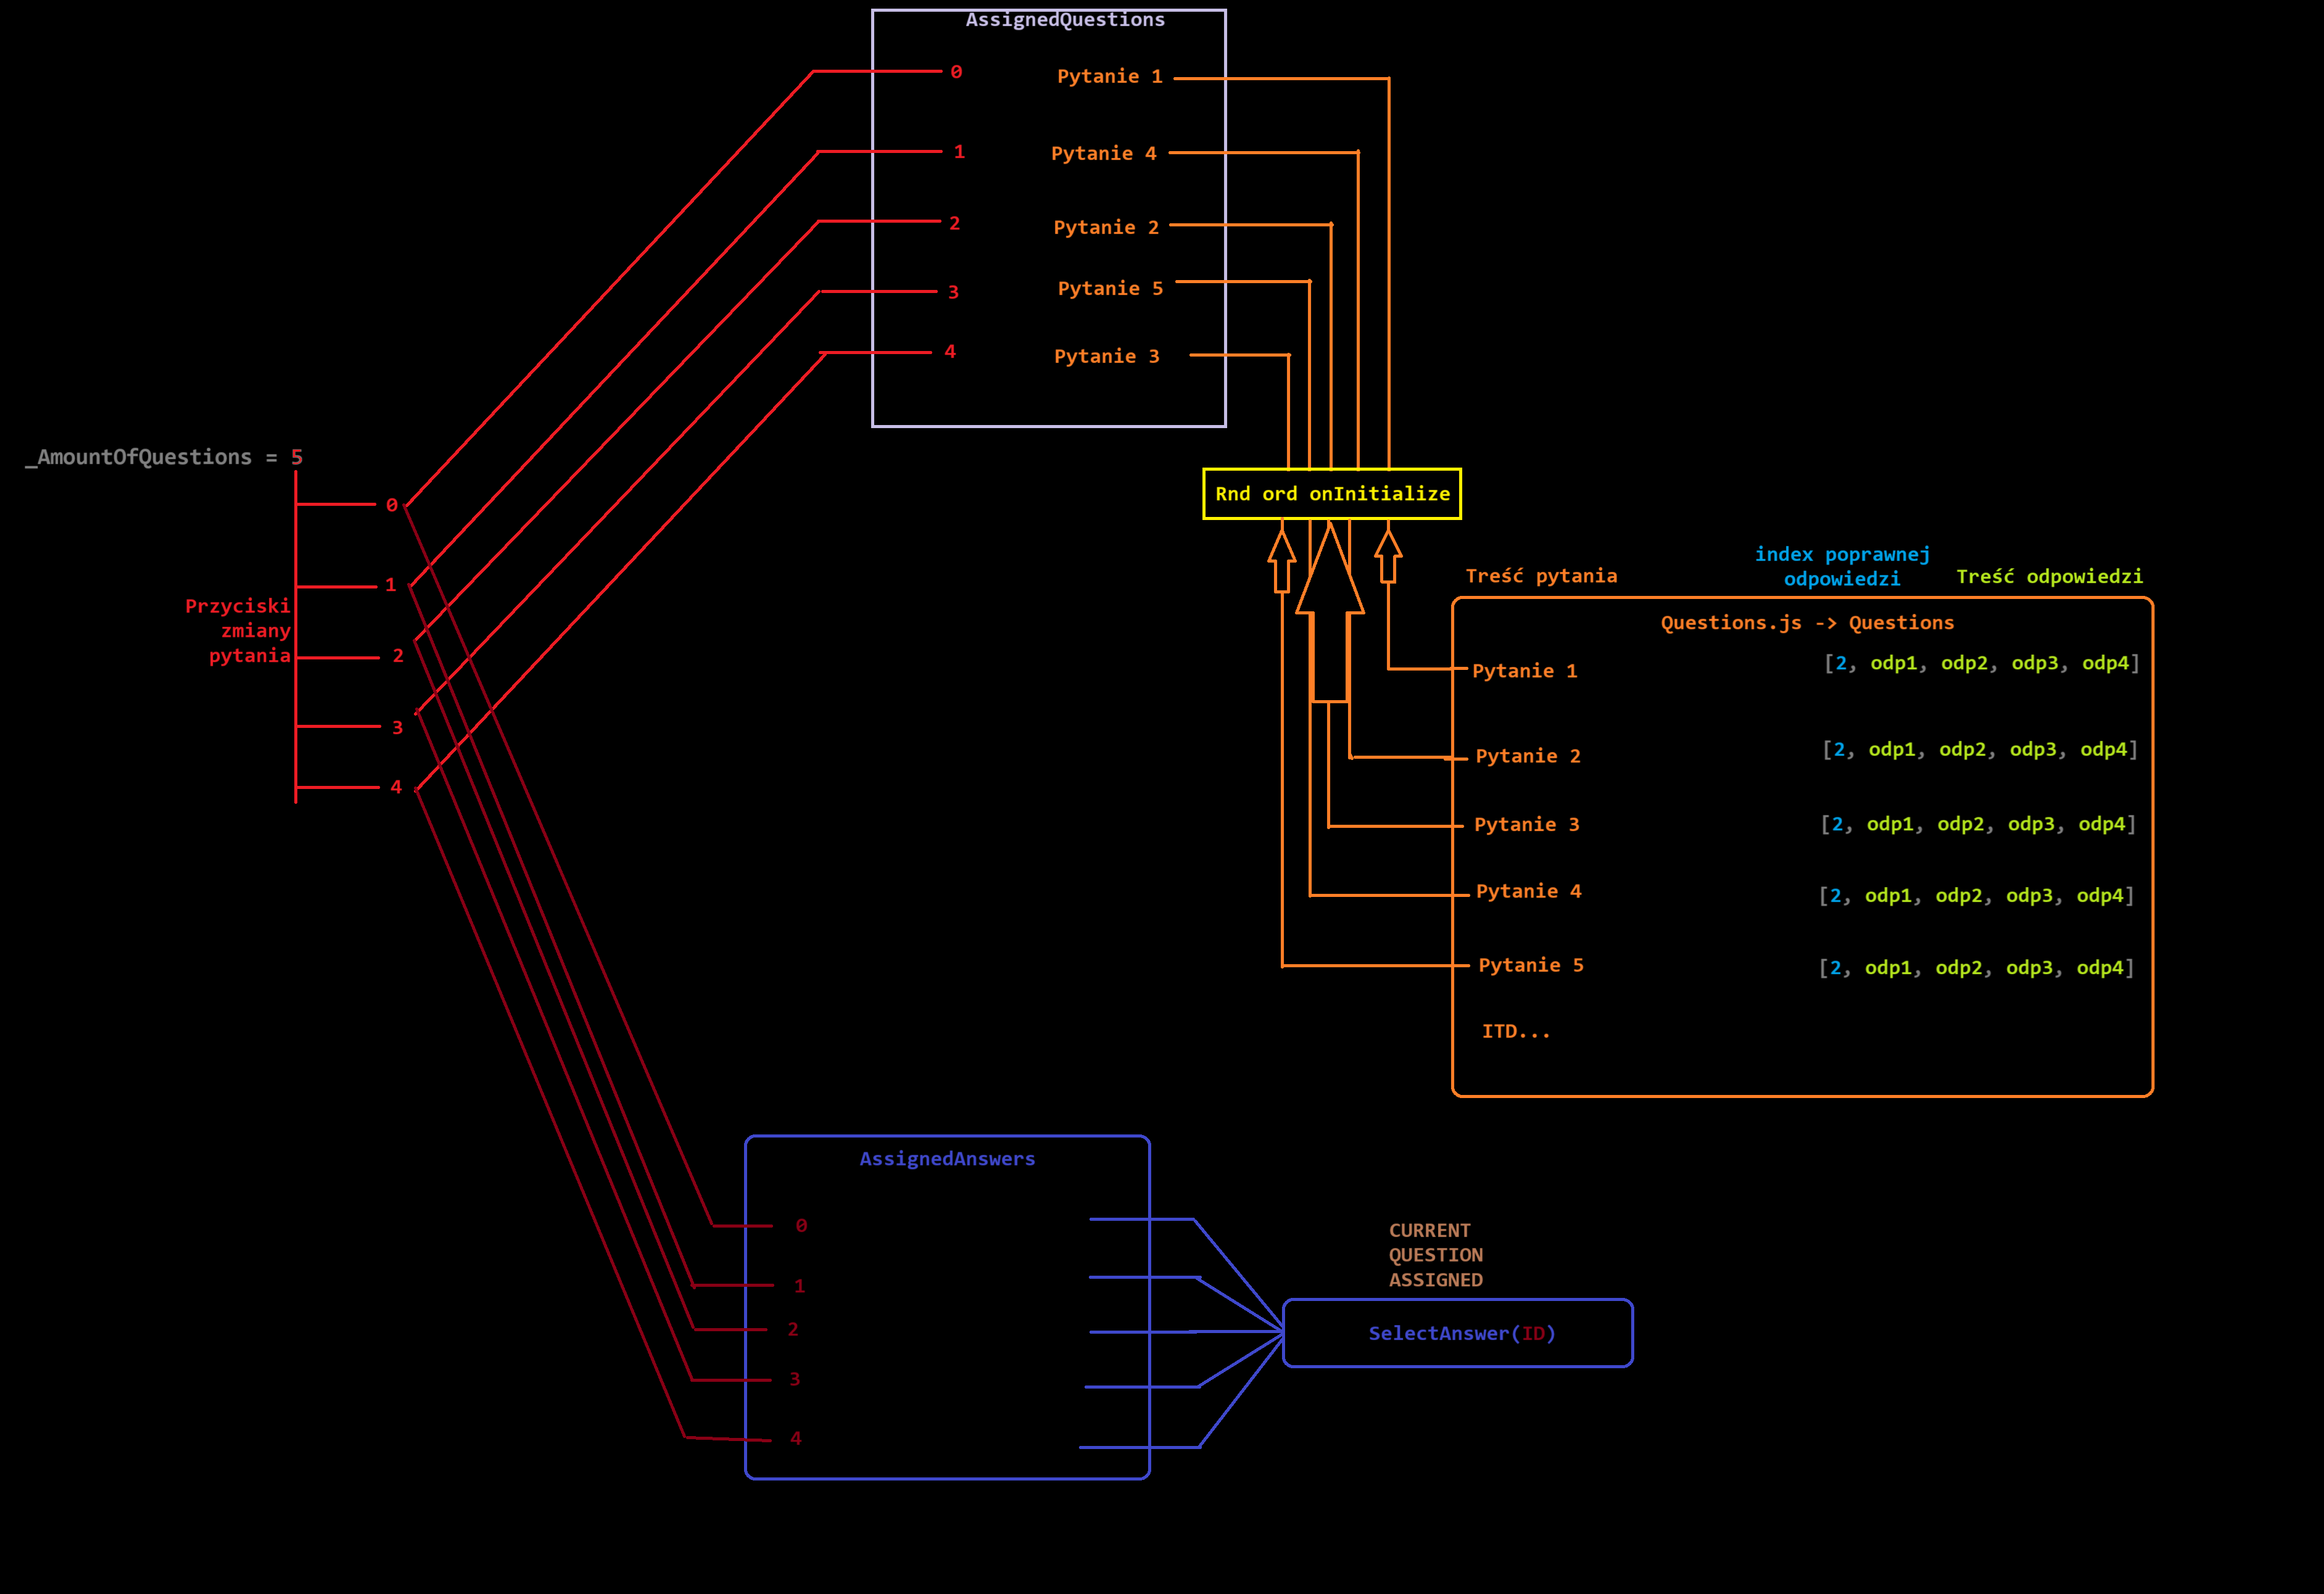 AssignedQuestions
0 Pytanie 1
1 Pytanie 4
2 Pytanie 2
3 Pytanie 5
4 Pytanie 3
_AmountOfQuestions = 5
0
1
2
3
4
Przyciski
zmiany
pytania
Rnd ord onInitialize
Treść pytania
index poprawnej
odpowiedzi
Treść odpowiedzi
Questions.js -> Questions
Pytanie 1 [2, odp1, odp2, odp3, odp4]
Pytanie 2 [2, odp1, odp2, odp3, odp4]
Pytanie 3 [2, odp1, odp2, odp3, odp4]
Pytanie 4 [2, odp1, odp2, odp3, odp4]
Pytanie 5 [2, odp1, odp2, odp3, odp4]
ITD...
AssignedAnswers
0
1
2
3
4
CURRENT
QUESTION
ASSIGNED
SelectAnswer(ID)